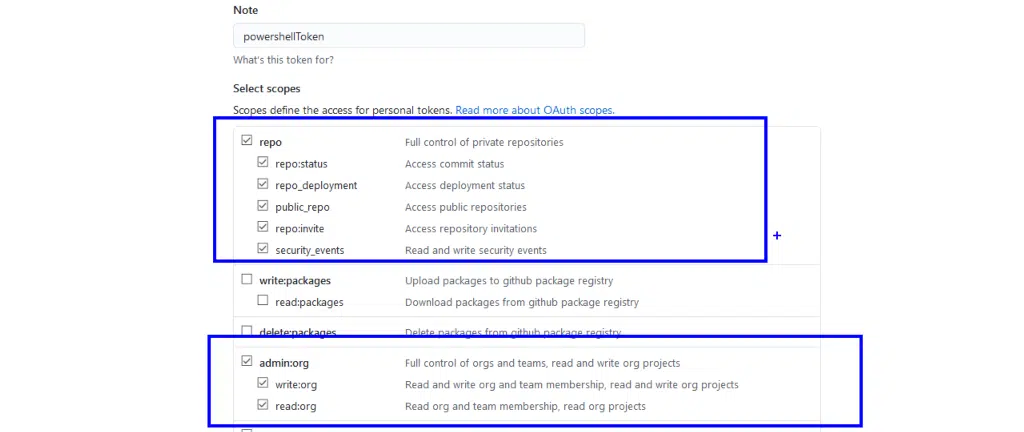 Note
powershellToken
What's this token for?
Select scopes
Scopes define the access for personal tokens. Read more about OAuth scopes.
repo Full control of private repositories
repo:status Access commit status
repo_deployment Access deployment status
public_repo Access public repositories
repo:invite Access repository invitations
security_events Read and write security events
write:packages Upload packages to github package registry
read:packages Download packages from github package registry
delete:packages Delete packages from github package registry
admin:org Full control of orgs and teams, read and write org projects
write:org Read and write org and team membership, read and write org projects
read:org Read org and team membership, read org projects